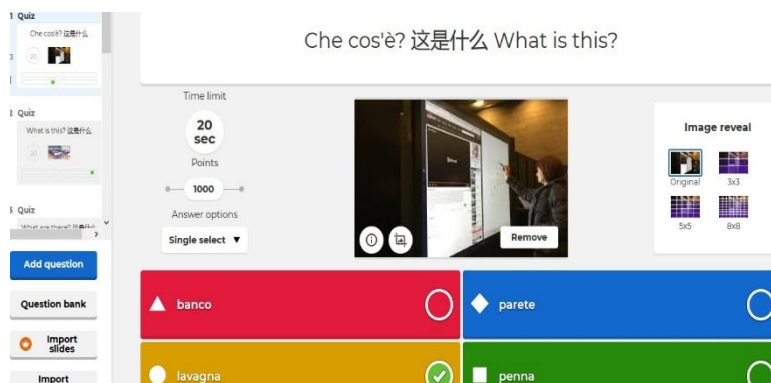 1 Quiz
Che cos'è? 这是什么
20
2 Quiz
What is this? 这是什么
20
3 Quiz
Add question
Question bank
Import slides
Import
Che cos'è? 这是什么 What is this?
Time limit
20
sec
Points
1000
Answer options
Single select
Remove
Image reveal
Original
3x3
5x5
8x8
banco
parete
lavagna
penna